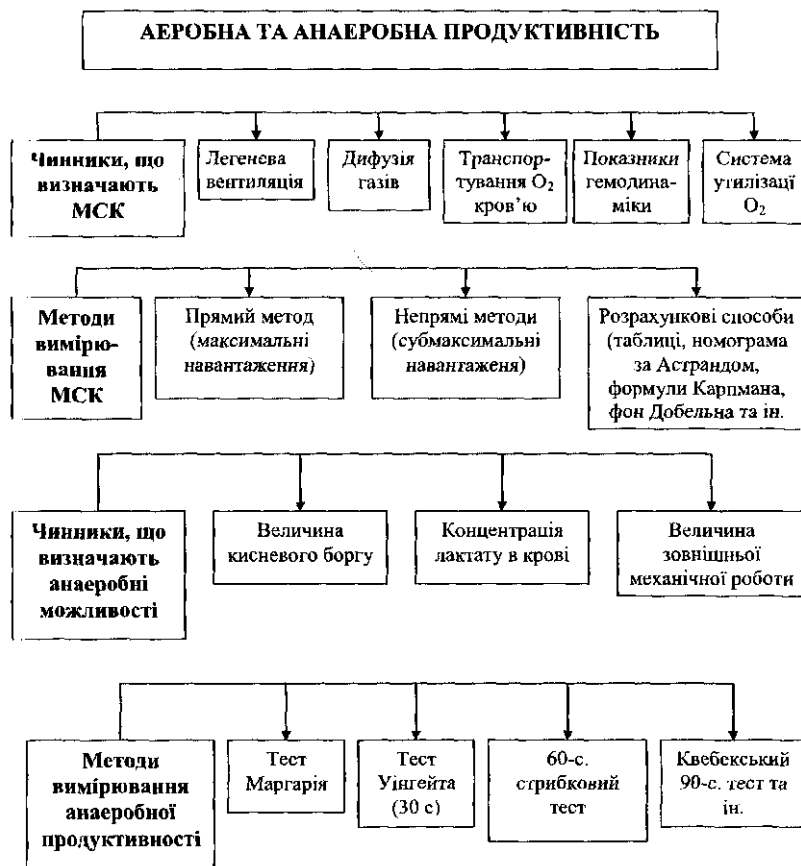 АЕРОБНА ТА АНАЕРОБНА ПРОДУКТИВНІСТЬ
Чинники, що
визначають
МСК
Легенева
вентиляція
Дифузія
газів
Транспор-
тування O₂
кров’ю
Показники
гемодина-
міки
Система
утилізації
O₂
Методи
вимірю-
вання
МСК
Прямий метод
(максимальні
навантаження)
Непрямі методи
(субмаксимальні
навантаженя)
Розрахункові способи
(таблиці, номограма
за Астрандом,
формули Карпмана,
фон Добельна та ін.
Чинники, що
визначають
анаеробні
можливості
Величина
кисневого боргу
Концентрація
лактату в крові
Величина
зовнішньої
механічної роботи
Методи
вимірювання
анаеробної
продуктивності
Тест
Маргарія
Тест
Уінгейта
(30 с)
60-с.
стрибковий
тест
Квебекський
90-с. тест та
ін.